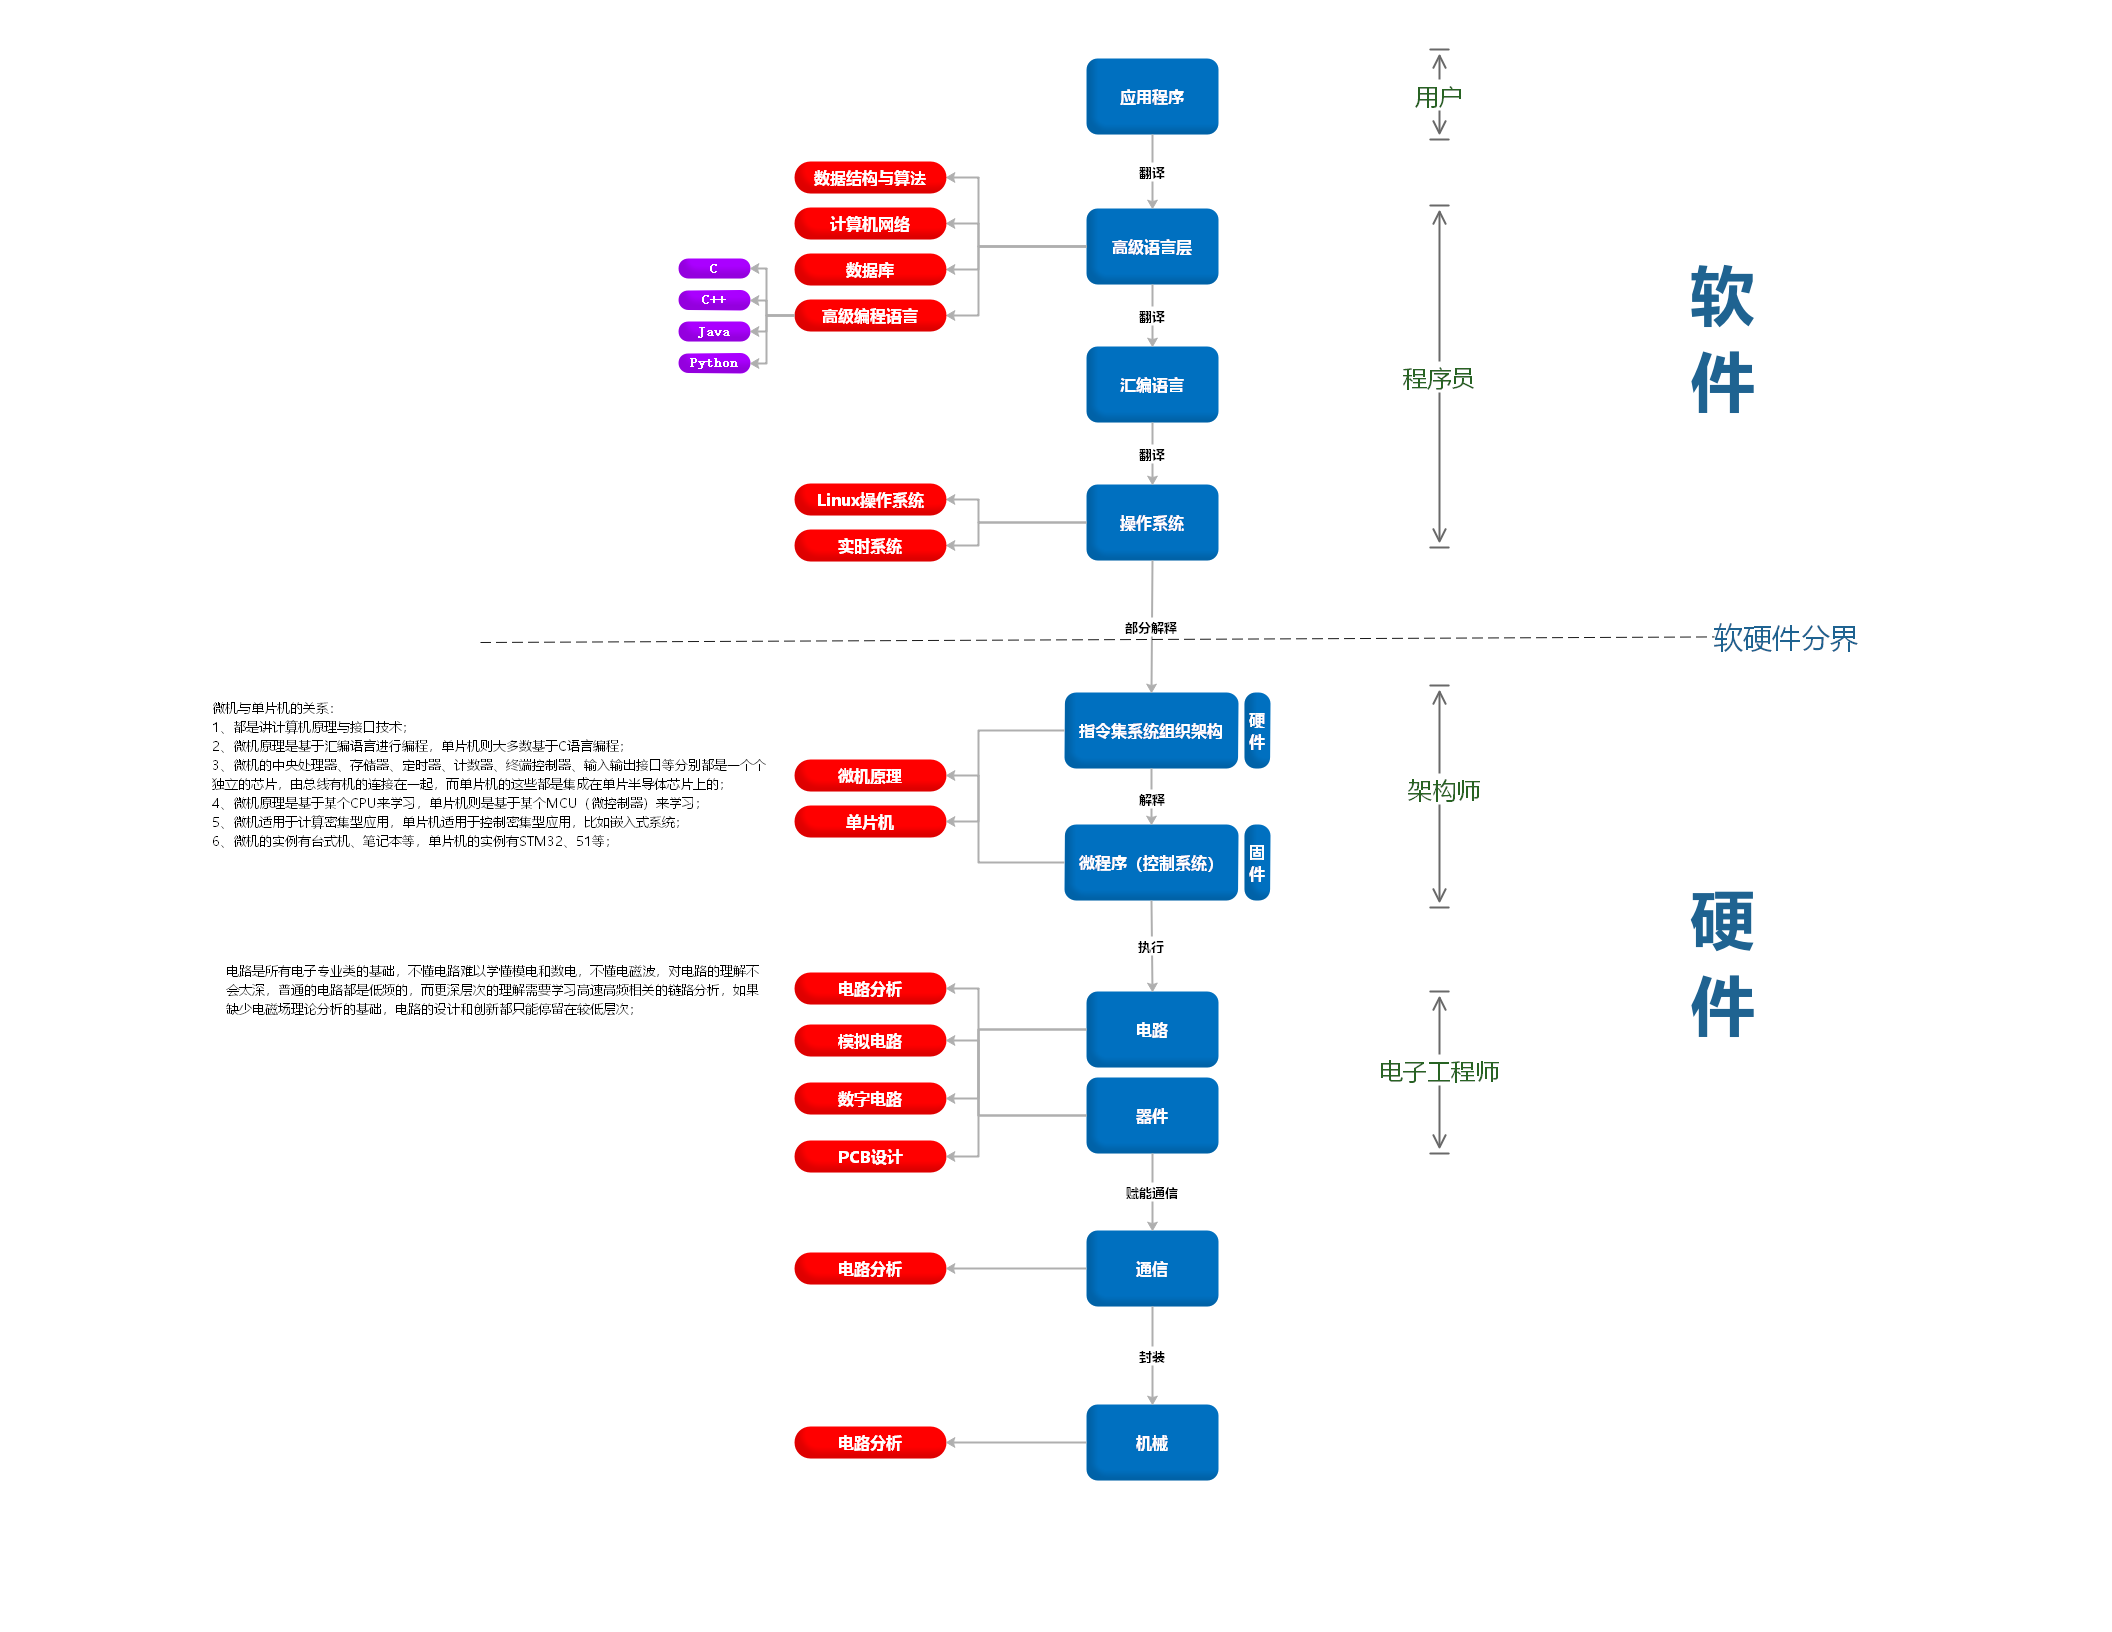 应用程序
用户
翻译
数据结构与算法
计算机网络
数据库
高级编程语言
高级语言层
C
C++
Java
Python
翻译
汇编语言
程序员
软件
翻译
Linux操作系统
实时系统
操作系统
部分解释
软硬件分界
微机与单片机的关系：
1、都是讲计算机原理与接口技术；
2、微机原理是基于汇编语言进行编程，单片机则大多数基于C语言编程；
3、微机的中央处理器、存储器、定时器、计数器、终端控制器、输入输出接口等分别都是一个个
独立的芯片，由总线有机的连接在一起，而单片机的这些都是集成在单片半导体芯片上的；
4、微机原理是基于某个CPU来学习，单片机则是基于某个MCU（微控制器）来学习；
5、微机适用于计算密集型应用，单片机适用于控制密集型应用，比如嵌入式系统；
6、微机的实例有台式机、笔记本等，单片机的实例有STM32、51等；
指令集系统组织架构
硬件
微机原理
单片机
解释
架构师
微程序（控制系统）
固件
硬件
执行
电路是所有电子专业类的基础，不懂电路难以学懂模电和数电，不懂电磁波，对电路的理解不
会太深，普通的电路都是低频的，而更深层次的理解需要学习高速高频相关的链路分析，如果
缺少电磁场理论分析的基础，电路的设计和创新都只能停留在较低层次；
电路分析
模拟电路
数字电路
PCB设计
电路
器件
电子工程师
赋能通信
电路分析
通信
封装
电路分析
机械